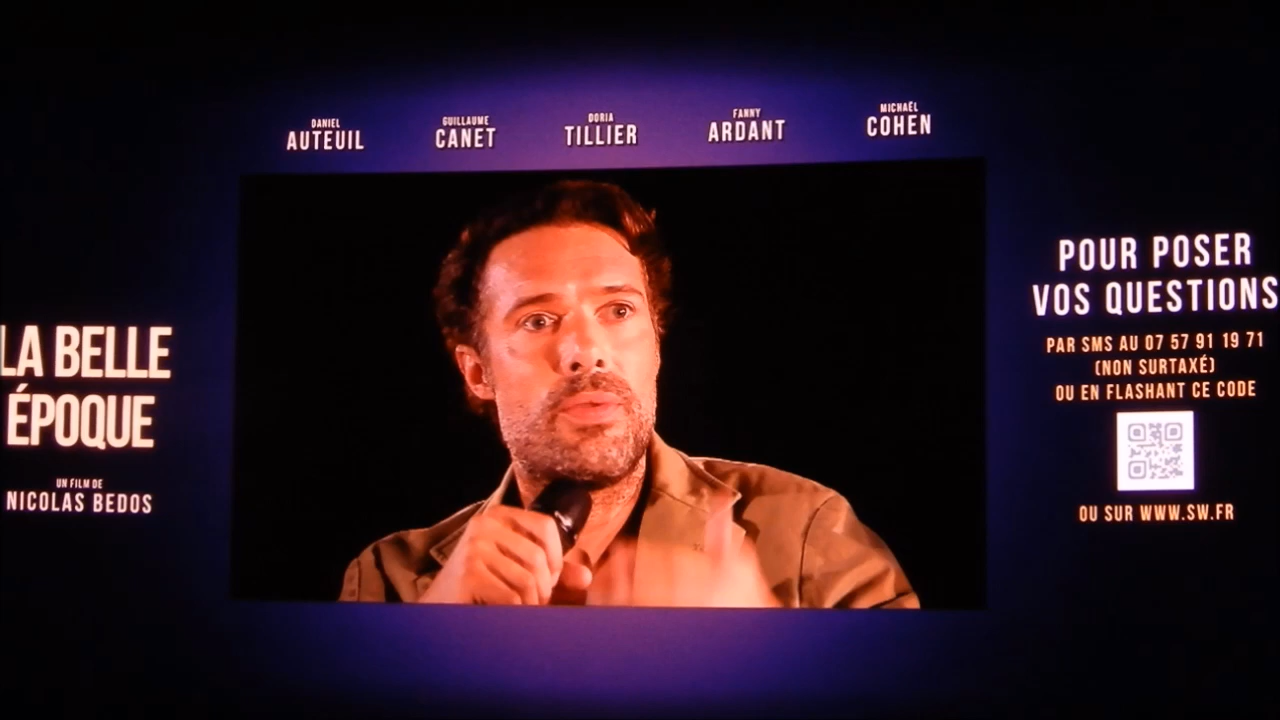 DANIEL
AUTEUIL
GUILLAUME
CANET
DORIA
TILLIER
FANNY
ARDANT
MICHAËL
COHEN
LA BELLE
ÉPOQUE
UN FILM DE
NICOLAS BEDOS
POUR POSER
VOS QUESTIONS
PAR SMS AU 07 57 91 19 71
(NON SURTAXÉ)
OU EN FLASHANT CE CODE
OU SUR WWW.SW.FR